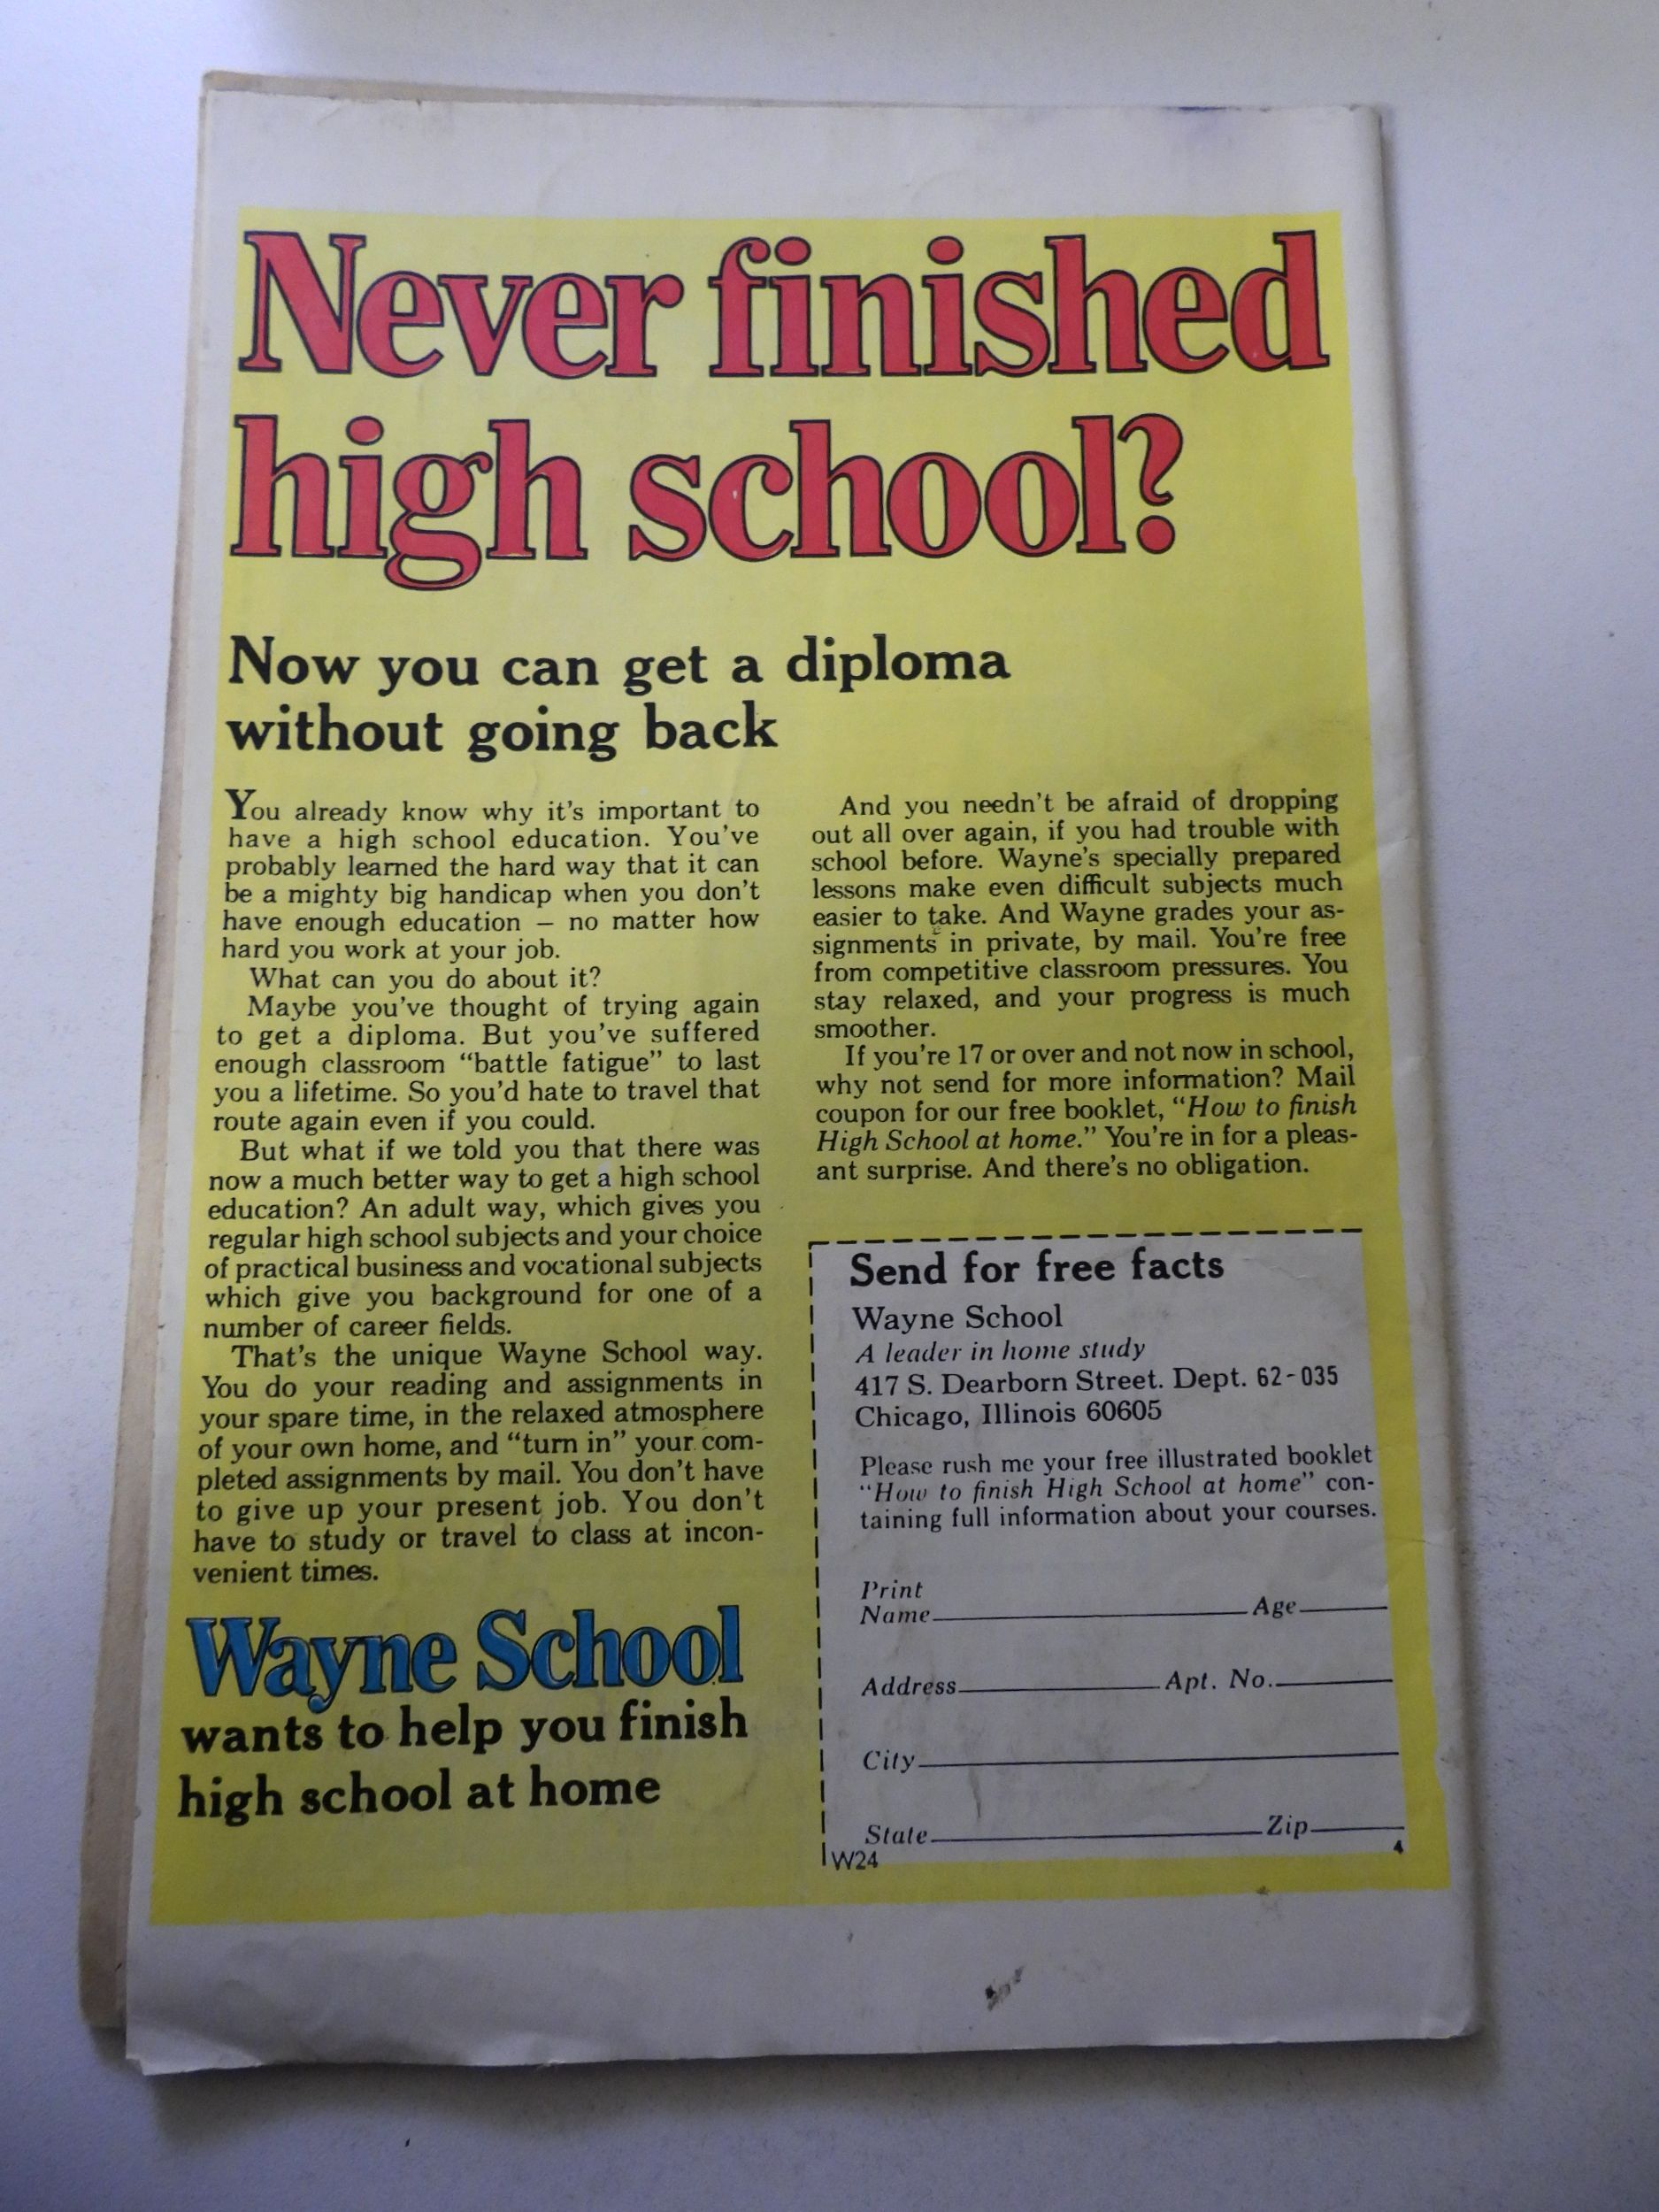 Never finished
high school?
Now you can get a diploma
without going back
You already know why it's important to
have a high school education. You've
probably learned the hard way that it can
be a mighty big handicap when you don't
have enough education – no matter how
hard you work at your job.
What can you do about it?
Maybe you've thought of trying again
to get a diploma. But you've suffered
enough classroom “battle fatigue” to last
you a lifetime. So you'd hate to travel that
route again even if you could.
But what if we told you that there was
now a much better way to get a high school
education? An adult way, which gives you
regular high school subjects and your choice
of practical business and vocational subjects
which give you background for one of a
number of career fields.
That's the unique Wayne School way.
You do your reading and assignments in
your spare time, in the relaxed atmosphere
of your own home, and “turn in” your com-
pleted assignments by mail. You don't have
to give up your present job. You don't
have to study or travel to class at incon-
venient times.
Wayne School
wants to help you finish
high school at home
And you needn't be afraid of dropping
out all over again, if you had trouble with
school before. Wayne's specially prepared
lessons make even difficult subjects much
easier to take. And Wayne grades your as-
signments in private, by mail. You're free
from competitive classroom pressures. You
stay relaxed, and your progress is much
smoother.
If you're 17 or over and not now in school,
why not send for more information? Mail
coupon for our free booklet, “How to finish
High School at home.” You're in for a pleas-
ant surprise. And there's no obligation.
Send for free facts
Wayne School
A leader in home study
417 S. Dearborn Street. Dept. 62-035
Chicago, Illinois 60605
Please rush me your free illustrated booklet
“How to finish High School at home” con-
taining full information about your courses.
Print
Name Age
Address Apt. No.
City
State Zip
W24 4